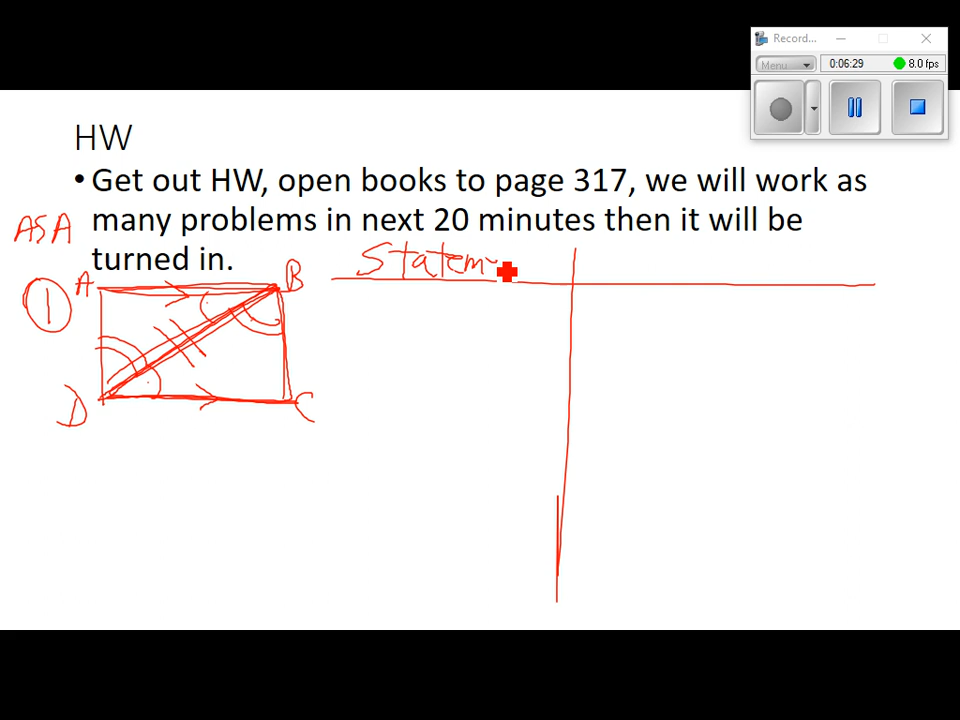 Record...
Menu
0:06:29
8.0 fps
HW
• Get out HW, open books to page 317, we will work as
many problems in next 20 minutes then it will be
turned in.
ASA
Statem
1
A
B
D
C